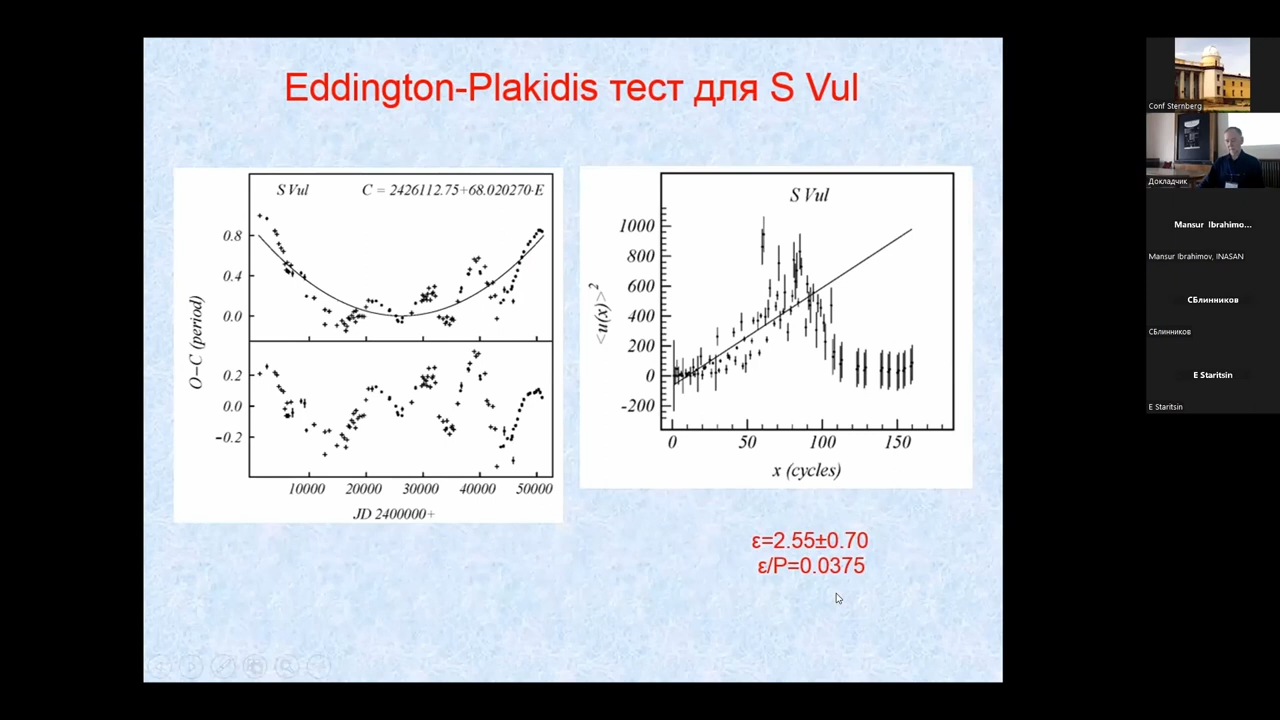 Eddington-Plakidis тест для S Vul
S Vul
C = 2426112.75+68.020270·E
0.8
0.4
0.0
0.2
0.0
−0.2
O−C (period)
10000 20000 30000 40000 50000
JD 2400000+
S Vul
1000
800
600
400
200
0
-200
<u(x)>²
0 50 100 150
x (cycles)
ε=2.55±0.70
ε/P=0.0375
Conf Sternberg
Докладчик
Mansur Ibrahimo...
Mansur Ibrahimov, INASAN
СБлинников
СБлинников
E Staritsin
E Staritsin